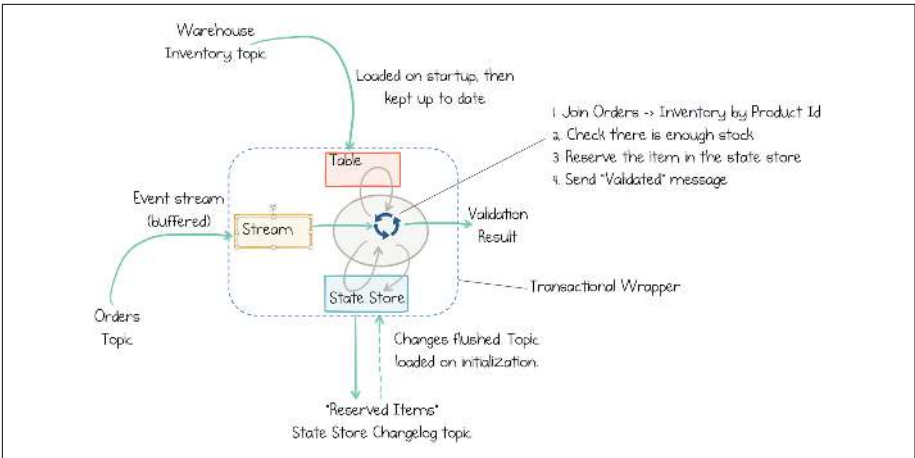 Warehouse
Inventory topic
Loaded on startup, then
kept up to date
1. Join Orders -> Inventory by Product Id
2. Check there is enough stock
3. Reserve the item in the state store
4. Send "Validated" message
Table
Event stream
(buffered)
Stream
Validation
Result
State Store
Transactional Wrapper
Orders
Topic
Changes flushed. Topic
loaded on initialization.
"Reserved Items"
State Store Changelog topic